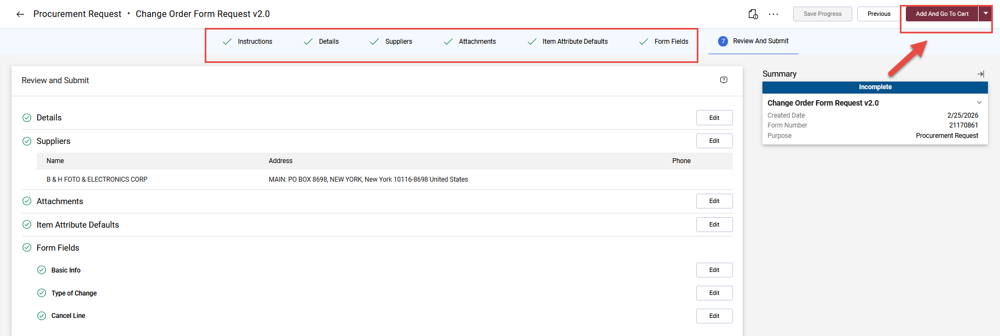 Procurement Request • Change Order Form Request v2.0
Save Progress
Previous
Add And Go To Cart
Instructions
Details
Suppliers
Attachments
Item Attribute Defaults
Form Fields
7 Review And Submit
Review and Submit
Details
Edit
Suppliers
Edit
Name Address Phone
B & H FOTO & ELECTRONICS CORP MAIN: PO BOX 8698, NEW YORK, New York 10116-8698 United States
Attachments
Edit
Item Attribute Defaults
Edit
Form Fields
Basic Info
Edit
Type of Change
Edit
Cancel Line
Edit
Summary
Incomplete
Change Order Form Request v2.0
Created Date 2/25/2026
Form Number 21170861
Purpose Procurement Request